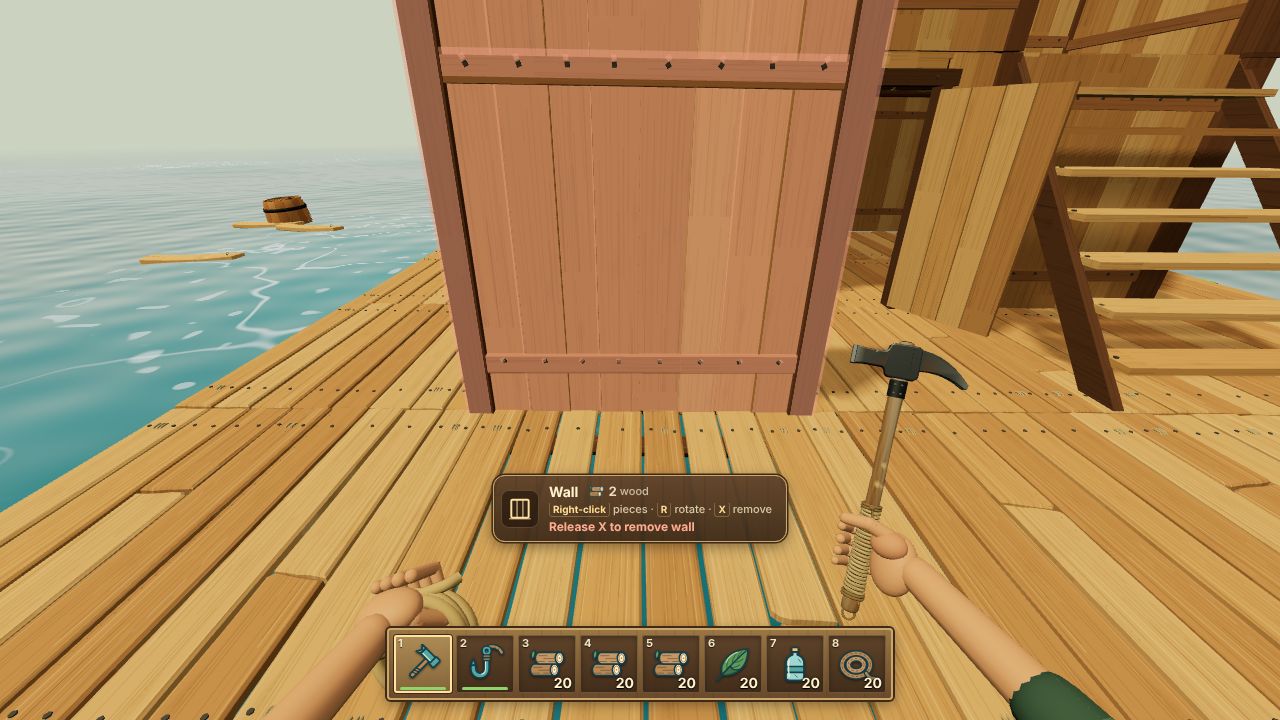 Wall 2 wood
Right-click pieces · R rotate · X remove
Release X to remove wall
1 2 3 4 5 6 7 8
20 20 20 20 20 20